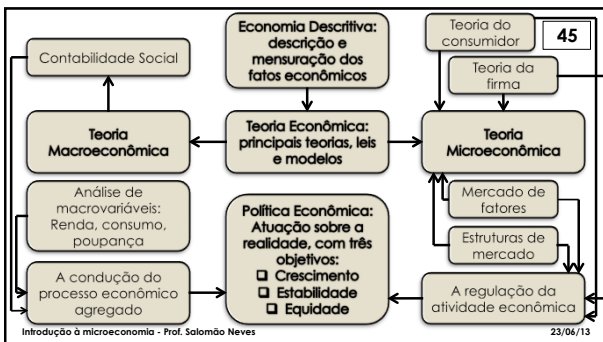 Economia Descritiva:
descrição e
mensuração dos
fatos econômicos
Teoria do
consumidor
45
Contabilidade Social
Teoria da
firma
Teoria
Macroeconômica
Teoria Econômica:
principais teorias, leis
e modelos
Teoria
Microeconômica
Análise de
macrovariáveis:
Renda, consumo,
poupança
Política Econômica:
Atuação sobre a
realidade, com três
objetivos:
❑ Crescimento
❑ Estabilidade
❑ Equidade
Mercado de
fatores
Estruturas de
mercado
A condução do
processo econômico
agregado
A regulação da
atividade econômica
Introdução à microeconomia - Prof. Salomão Neves
23/06/13